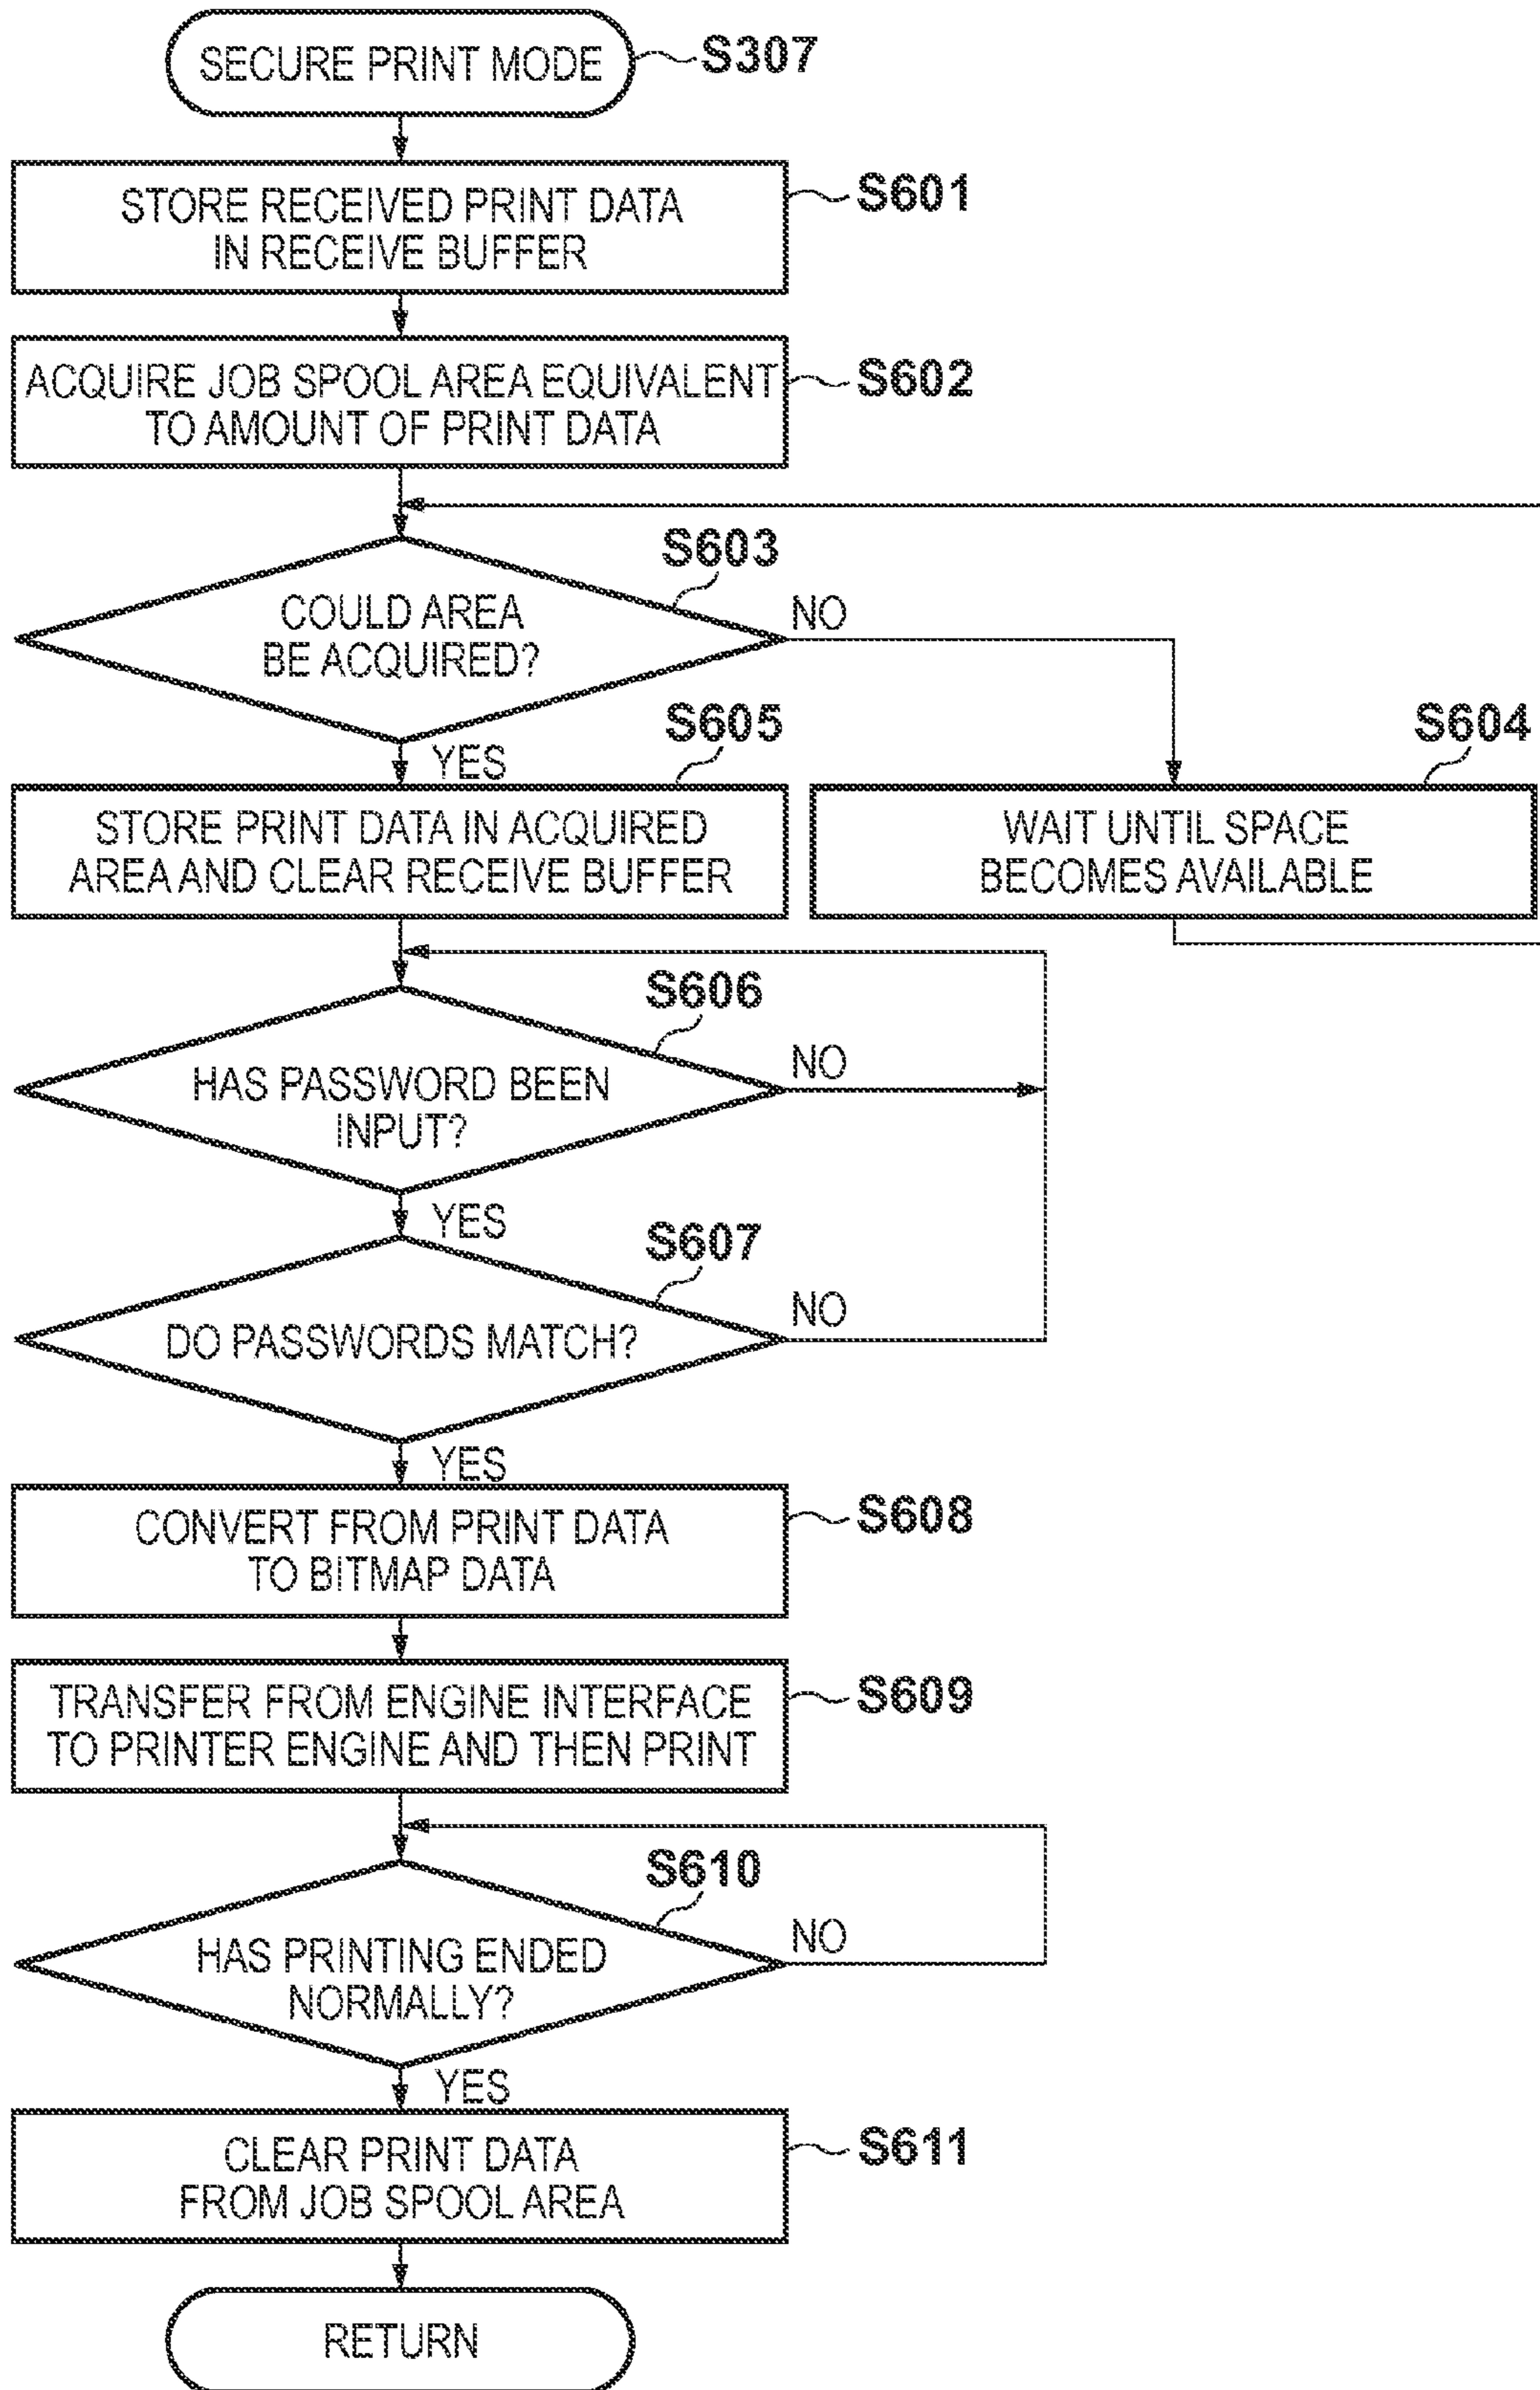 SECURE PRINT MODE
S307
STORE RECEIVED PRINT DATA
IN RECEIVE BUFFER
S601
ACQUIRE JOB SPOOL AREA EQUIVALENT
TO AMOUNT OF PRINT DATA
S602
S603
COULD AREA
BE ACQUIRED?
NO
YES
S605
S604
STORE PRINT DATA IN ACQUIRED
AREA AND CLEAR RECEIVE BUFFER
WAIT UNTIL SPACE
BECOMES AVAILABLE
S606
HAS PASSWORD BEEN
INPUT?
NO
YES
S607
DO PASSWORDS MATCH?
NO
YES
CONVERT FROM PRINT DATA
TO BITMAP DATA
S608
TRANSFER FROM ENGINE INTERFACE
TO PRINTER ENGINE AND THEN PRINT
S609
S610
HAS PRINTING ENDED
NORMALLY?
NO
YES
CLEAR PRINT DATA
FROM JOB SPOOL AREA
S611
RETURN